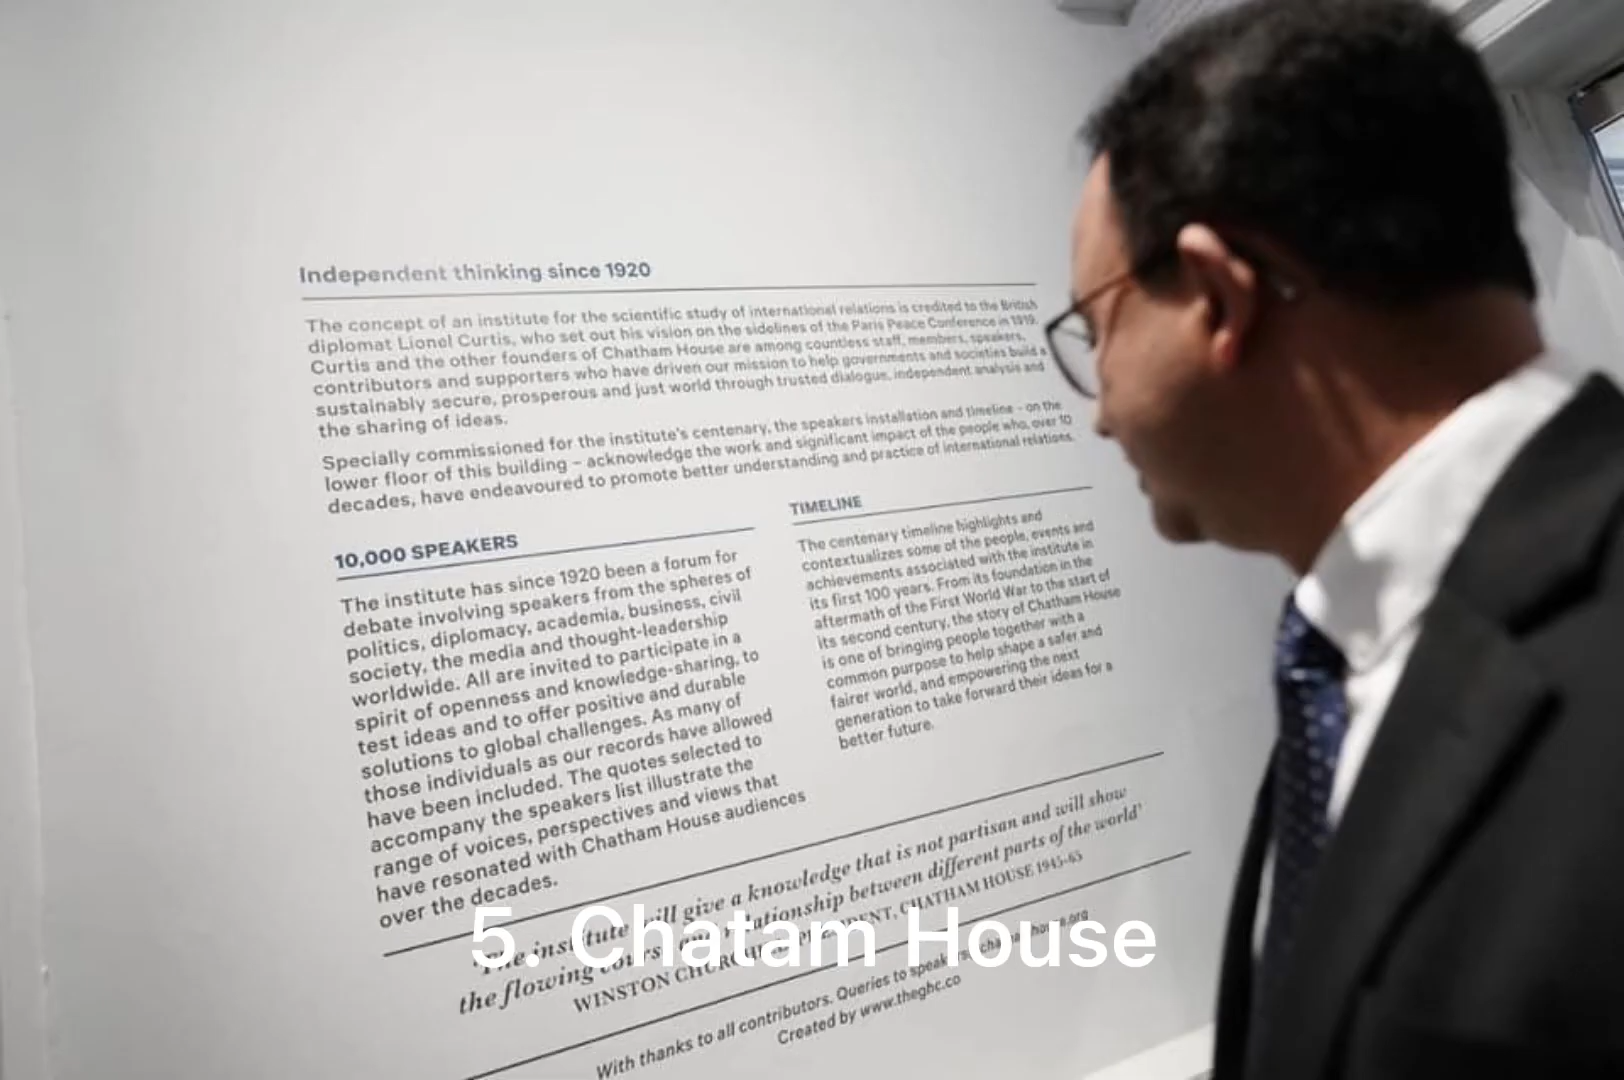 Independent thinking since 1920
The concept of an institute for the scientific study of international relations is credited to the British
diplomat Lionel Curtis, who set out his vision on the sidelines of the Paris Peace Conference in 1919.
Curtis and the other founders of Chatham House are among countless staff, members, speakers,
contributors and supporters who have driven our mission to help governments and societies build a
sustainably secure, prosperous and just world through trusted dialogue, independent analysis and
the sharing of ideas.
Specially commissioned for the institute's centenary, the speakers installation and timeline – on the
lower floor of this building – acknowledge the work and significant impact of the people who, over 10
decades, have endeavoured to promote better understanding and practice of international relations.
10,000 SPEAKERS
The institute has since 1920 been a forum for
debate involving speakers from the spheres of
politics, diplomacy, academia, business, civil
society, the media and thought-leadership
worldwide. All are invited to participate in a
spirit of openness and knowledge-sharing, to
test ideas and to offer positive and durable
solutions to global challenges. As many of
those individuals as our records have allowed
have been included. The quotes selected to
accompany the speakers list illustrate the
range of voices, perspectives and views that
have resonated with Chatham House audiences
over the decades.
TIMELINE
The centenary timeline highlights and
contextualizes some of the people, events and
achievements associated with the institute in
its first 100 years. From its foundation in the
aftermath of the First World War to the start of
its second century, the story of Chatham House
is one of bringing people together with a
common purpose to help shape a safer and
fairer world, and empowering the next
generation to take forward their ideas for a
better future.
'The institute will give a knowledge that is not partisan and will show
the flowing relationship between different parts of the world'
WINSTON CHURCHILL PRESIDENT, CHATHAM HOUSE 1945-65
5. Chatam House
With thanks to all contributors. Queries to
Created by www.theghc.co